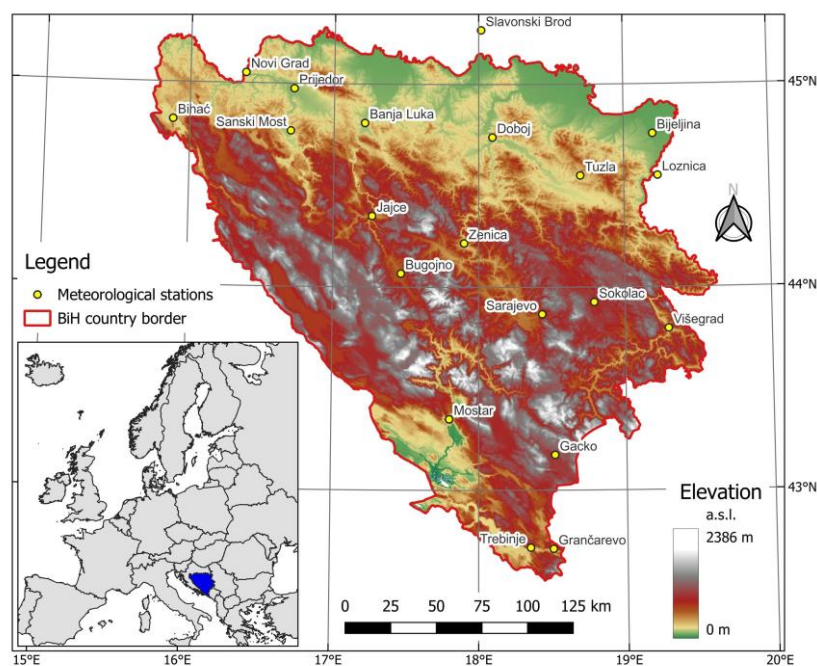 Slavonski Brod
Novi Grad
Prijedor
45°N
Bihać
Sanski Most
Banja Luka
Doboj
Bijeljina
Tuzla
Loznica
N
Jajce
Zenica
Legend
Meteorological stations
BiH country border
Bugojno
44°N
Sarajevo
Sokolac
Višegrad
Mostar
Gacko
43°N
Elevation
a.s.l.
2386 m
0 m
Trebinje
Grančarevo
0 25 50 75 100 125 km
15°E 16°E 17°E 18°E 19°E 20°E